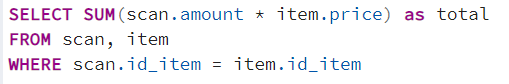 SELECT SUM(scan.amount * item.price) as total
FROM scan, item
WHERE scan.id_item = item.id_item